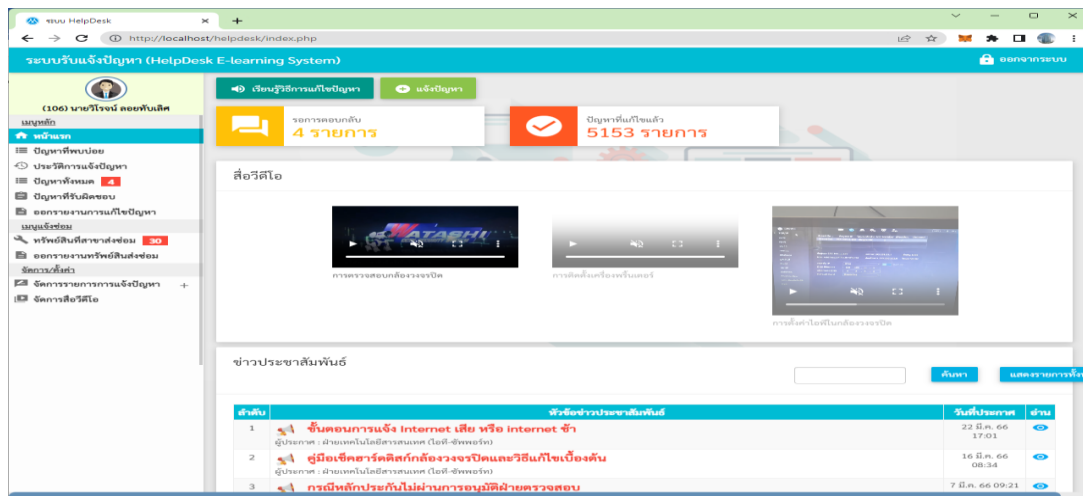 ระบบ HelpDesk
http://localhost/helpdesk/index.php
ระบบรับแจ้งปัญหา (HelpDesk E-learning System)
ออกจากระบบ
(106) นายวิโรจน์ ลอยทับเลิศ
เมนูหลัก
หน้าแรก
ปัญหาที่พบบ่อย
ประวัติการแจ้งปัญหา
ปัญหาทั้งหมด 4
ปัญหาที่รับผิดชอบ
ออกรายงานการแก้ไขปัญหา
เมนูแจ้งซ่อม
ทรัพย์สินที่สาขาส่งซ่อม 30
ออกรายงานทรัพย์สินส่งซ่อม
จัดการ/ตั้งค่า
จัดการรายการการแจ้งปัญหา +
จัดการสื่อวีดีโอ
เรียนรู้วิธีการแก้ไขปัญหา
แจ้งปัญหา
รอการตอบกลับ
4 รายการ
ปัญหาที่แก้ไขแล้ว
5153 รายการ
สื่อวีดีโอ
WATASHI
การตรวจสอบกล้องวงจรปิด
การติดตั้งเครื่องพริ้นเตอร์
การตั้งค่าไอพีในกล้องวงจรปิด
ข่าวประชาสัมพันธ์
ค้นหา
แสดงรายการทั้งห
ลำดับ หัวข้อข่าวประชาสัมพันธ์ วันที่ประกาศ อ่าน
1 ขั้นตอนการแจ้ง Internet เสีย หรือ internet ช้า 22 มี.ค. 66 17:01
ผู้ประกาศ : ฝ่ายเทคโนโลยีสารสนเทศ (ไอที-ซัพพอร์ท)
2 คู่มือเช็คฮาร์ดดิสก์กล้องวงจรปิดและวิธีแก้ไขเบื้องต้น 16 มี.ค. 66 08:34
ผู้ประกาศ : ฝ่ายเทคโนโลยีสารสนเทศ (ไอที-ซัพพอร์ท)
3 กรณีหลักประกันไม่ผ่านการอนุมัติฝ่ายตรวจสอบ 7 มี.ค. 66 09:21